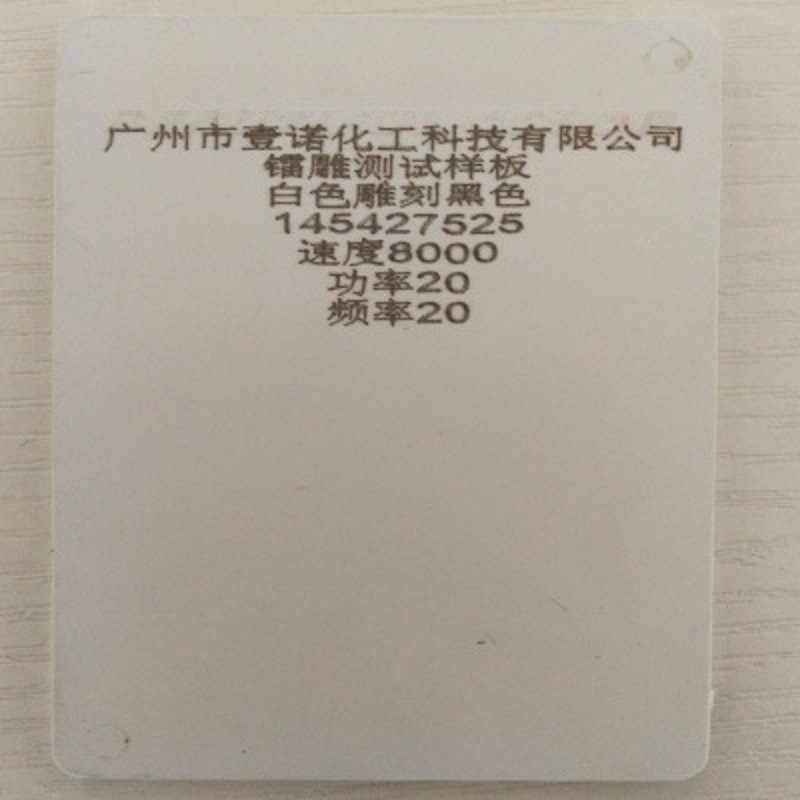 广州市壹诺化工科技有限公司
镭雕测试样板
白色雕刻黑色
145427525
速度8000
功率20
频率20